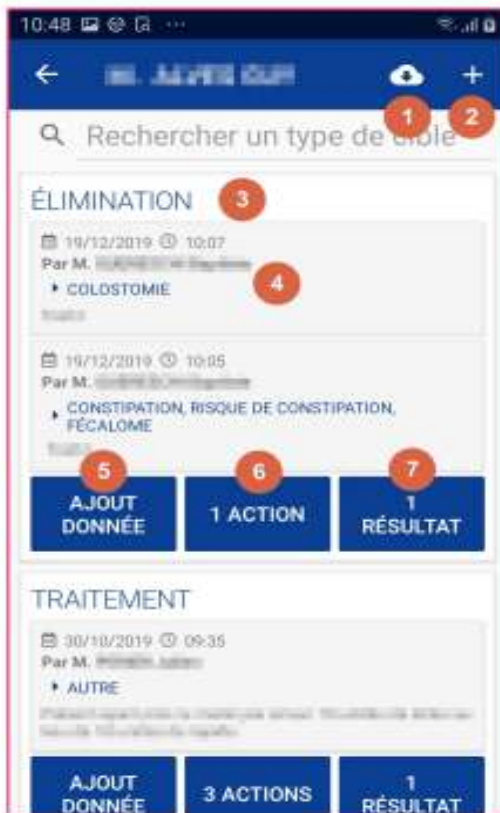 10:48
Rechercher un type de cible
1
2
ÉLIMINATION
3
19/12/2019 10:07
Par M.
COLOSTOMIE
4
19/12/2019 10:05
Par M.
CONSTIPATION, RISQUE DE CONSTIPATION,
FÉCALOME
5
6
7
AJOUT
DONNÉE
1 ACTION
1
RÉSULTAT
TRAITEMENT
30/10/2019 09:35
Par M.
AUTRE
AJOUT
DONNÉE
3 ACTIONS
1
RÉSULTAT